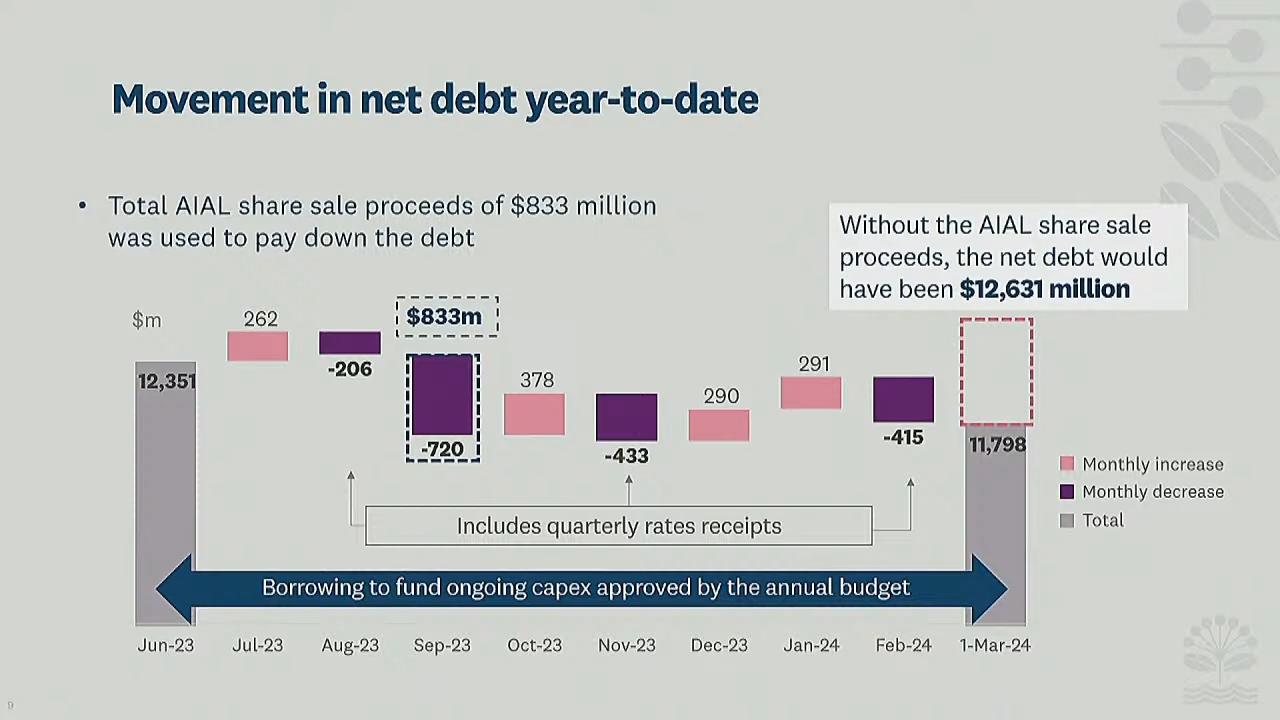 Movement in net debt year-to-date
• Total AIAL share sale proceeds of $833 million
was used to pay down the debt
Without the AIAL share sale
proceeds, the net debt would
have been $12,631 million
$m
12,351
262
-206
$833m
-720
378
-433
290
291
-415
11,798
Monthly increase
Monthly decrease
Total
Includes quarterly rates receipts
Borrowing to fund ongoing capex approved by the annual budget
Jun-23 Jul-23 Aug-23 Sep-23 Oct-23 Nov-23 Dec-23 Jan-24 Feb-24 1-Mar-24
9